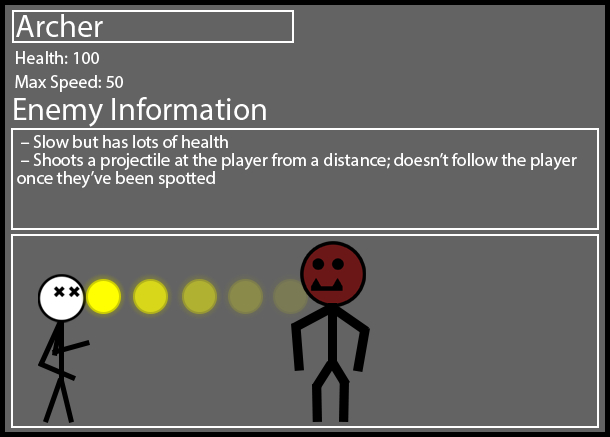 Archer
Health: 100
Max Speed: 50
Enemy Information
– Slow but has lots of health
– Shoots a projectile at the player from a distance; doesn't follow the player
once they've been spotted